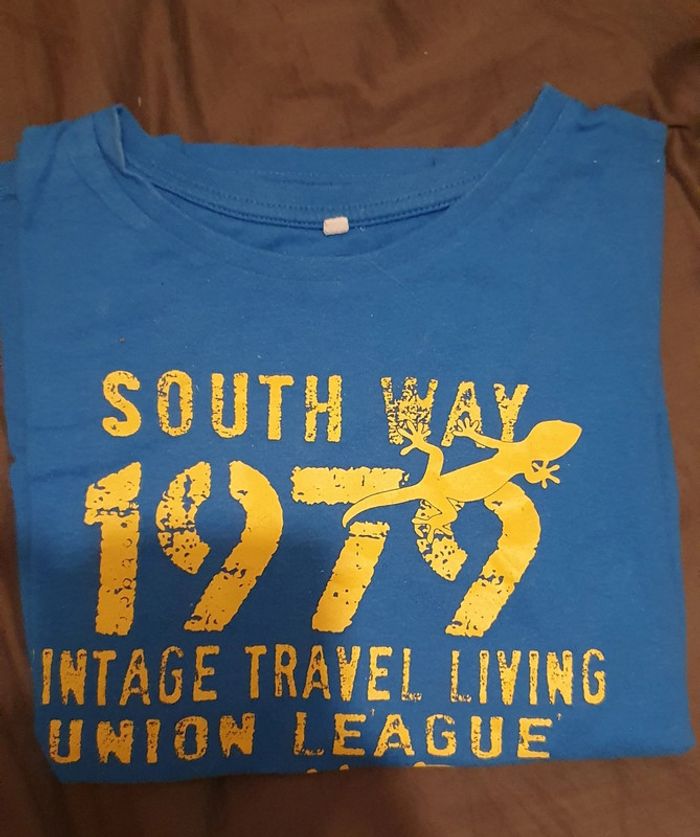 SOUTH WAY
1979
INTAGE TRAVEL LIVING
UNION LEAGUE